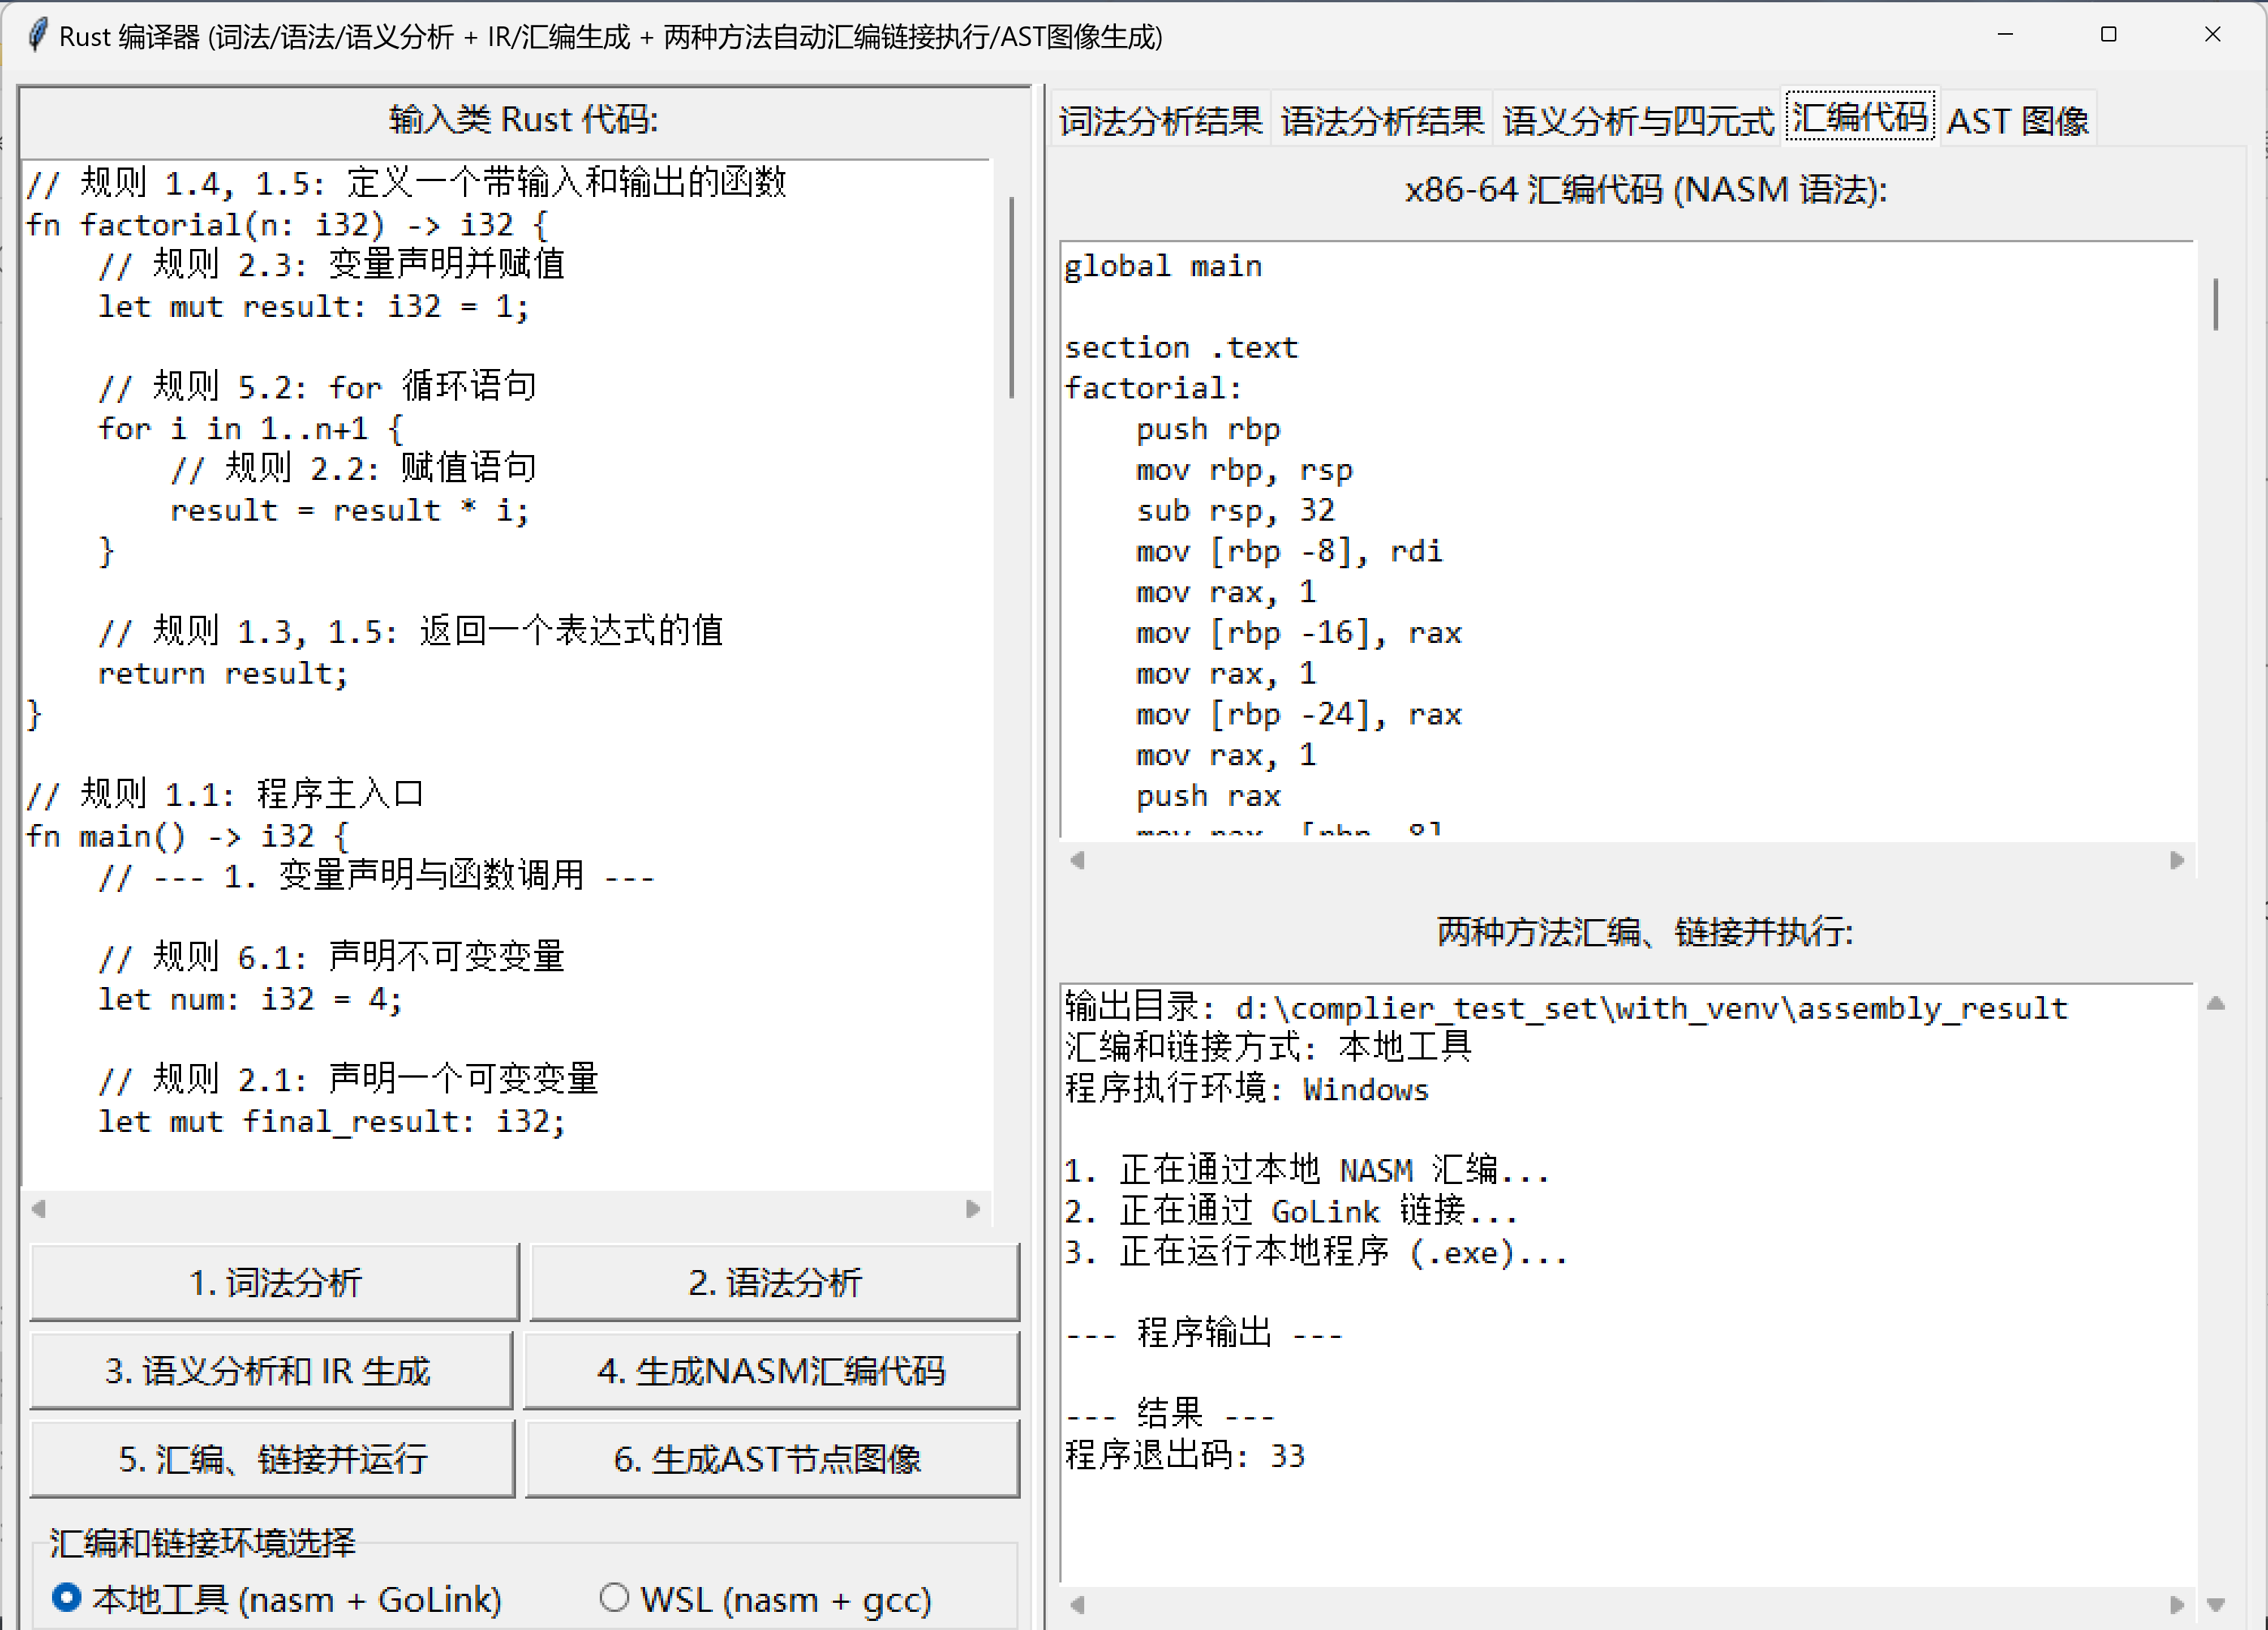 Rust 编译器 (词法/语法/语义分析 + IR/汇编生成 + 两种方法自动汇编链接执行/AST图像生成)
输入类 Rust 代码:
// 规则 1.4, 1.5: 定义一个带输入和输出的函数
fn factorial(n: i32) -> i32 {
    // 规则 2.3: 变量声明并赋值
    let mut result: i32 = 1;

    // 规则 5.2: for 循环语句
    for i in 1..n+1 {
        // 规则 2.2: 赋值语句
        result = result * i;
    }

    // 规则 1.3, 1.5: 返回一个表达式的值
    return result;
}

// 规则 1.1: 程序主入口
fn main() -> i32 {
    // --- 1. 变量声明与函数调用 ---

    // 规则 6.1: 声明不可变变量
    let num: i32 = 4;

    // 规则 2.1: 声明一个可变变量
    let mut final_result: i32;
1. 词法分析
2. 语法分析
3. 语义分析和 IR 生成
4. 生成NASM汇编代码
5. 汇编、链接并运行
6. 生成AST节点图像
汇编和链接环境选择
本地工具 (nasm + GoLink)
WSL (nasm + gcc)
词法分析结果
语法分析结果
语义分析与四元式
汇编代码
AST 图像
x86-64 汇编代码 (NASM 语法):
global main

section .text
factorial:
    push rbp
    mov rbp, rsp
    sub rsp, 32
    mov [rbp -8], rdi
    mov rax, 1
    mov [rbp -16], rax
    mov rax, 1
    mov [rbp -24], rax
    mov rax, 1
    push rax
    mov rax, [rbp -8]
两种方法汇编、链接并执行:
输出目录: d:\complier_test_set\with_venv\assembly_result
汇编和链接方式: 本地工具
程序执行环境: Windows

1. 正在通过本地 NASM 汇编...
2. 正在通过 GoLink 链接...
3. 正在运行本地程序 (.exe)...

--- 程序输出 ---

--- 结果 ---
程序退出码: 33